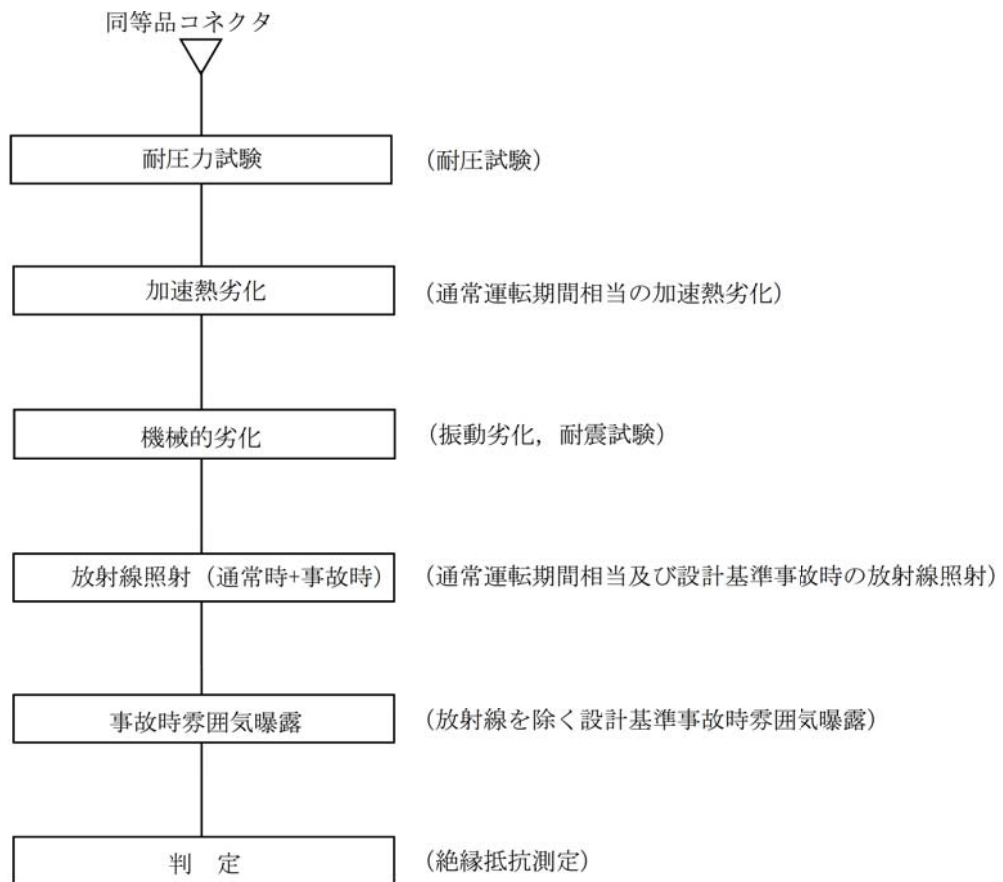 同等品コネクタ
耐圧力試験 (耐圧試験)
加速熱劣化 (通常運転期間相当の加速熱劣化)
機械的劣化 (振動劣化，耐震試験)
放射線照射（通常時+事故時） (通常運転期間相当及び設計基準事故時の放射線照射)
事故時雰囲気曝露 (放射線を除く設計基準事故時雰囲気曝露)
判　定 (絶縁抵抗測定)